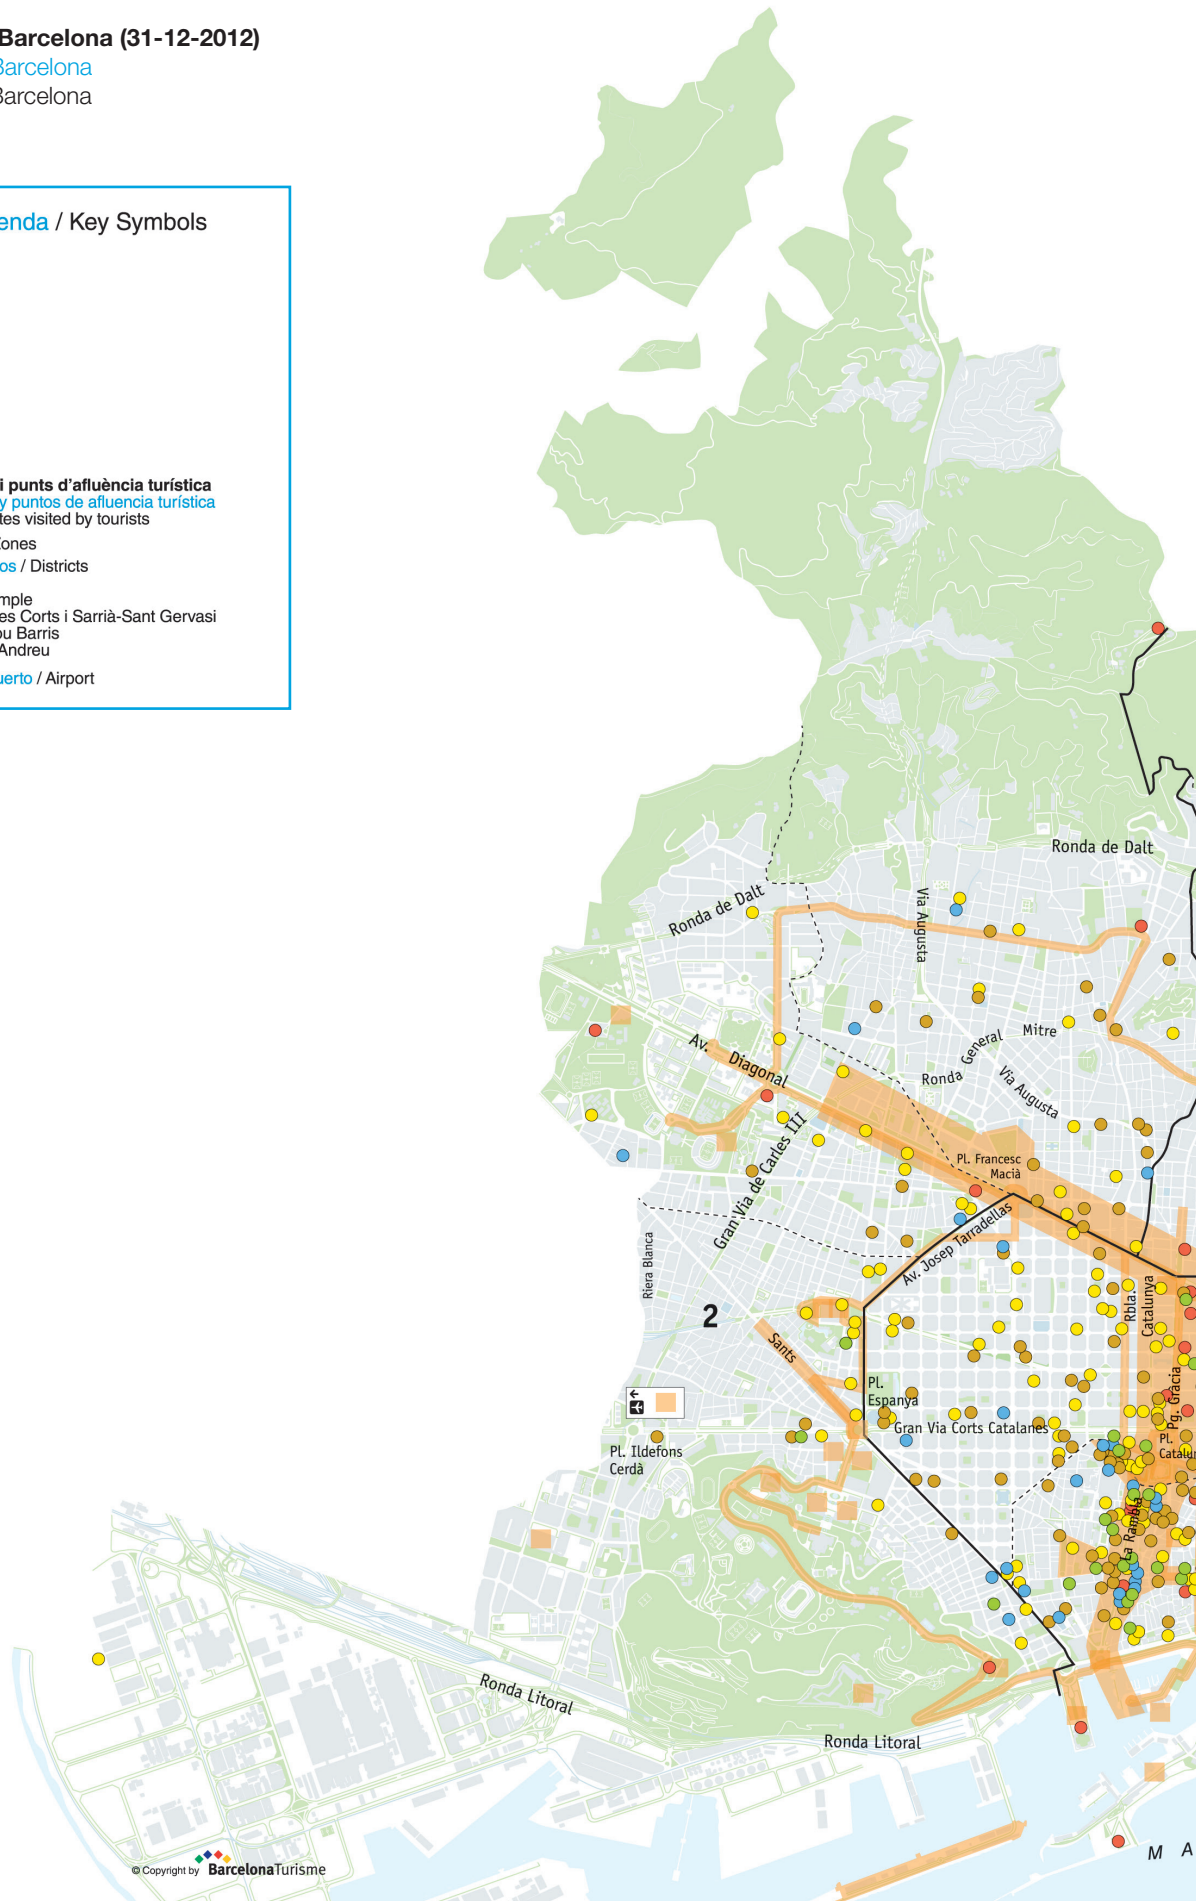 Barcelona (31-12-2012)
Barcelona
Barcelona
enda / Key Symbols
i punts d'afluència turística
y puntos de afluencia turística
tes visited by tourists
Zones
os / Districts
mple
es Corts i Sarrià-Sant Gervasi
ou Barris
Andreu
uerto / Airport
Ronda de Dalt
Ronda de Dalt
Via Augusta
Av. Diagonal
Ronda General Mitre
Via Augusta
Gran Via de Carles III
Pl. Francesc
Macià
Av. Josep Tarradellas
Riera Blanca
2
Sants
Rbla.
Catalunya
Pg. Gràcia
Pl.
Espanya
Gran Via Corts Catalanes
Pl.
Catalu
Pl. Ildefons
Cerdà
La Rambla
Ronda Litoral
Ronda Litoral
M A
© Copyright by BarcelonaTurisme